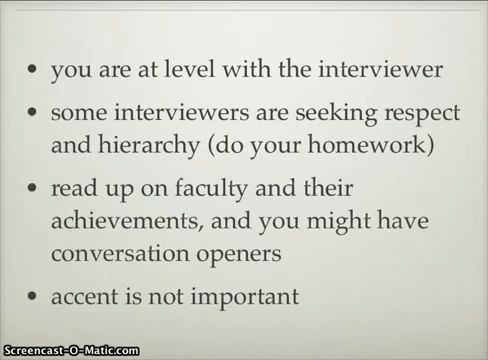 • you are at level with the interviewer
• some interviewers are seeking respect
and hierarchy (do your homework)
• read up on faculty and their
achievements, and you might have
conversation openers
• accent is not important
Screencast-O-Matic.com